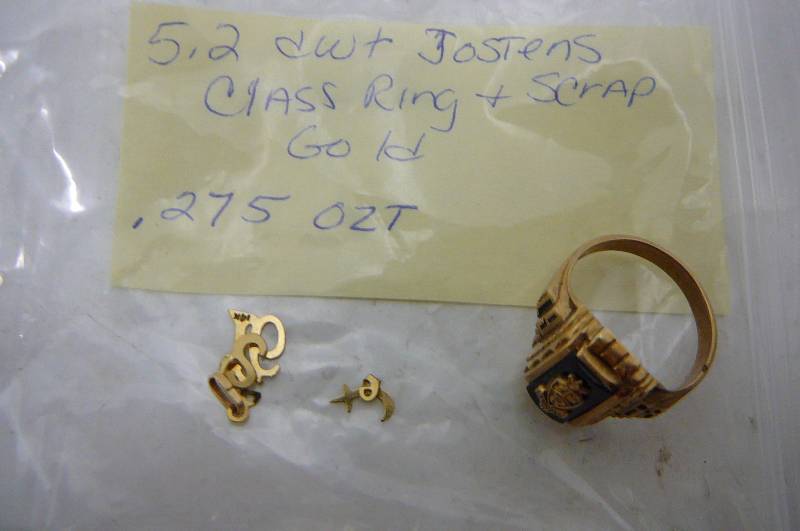 5.2 dwt Jostens
Class Ring + Scrap
Gold
.275 OZT